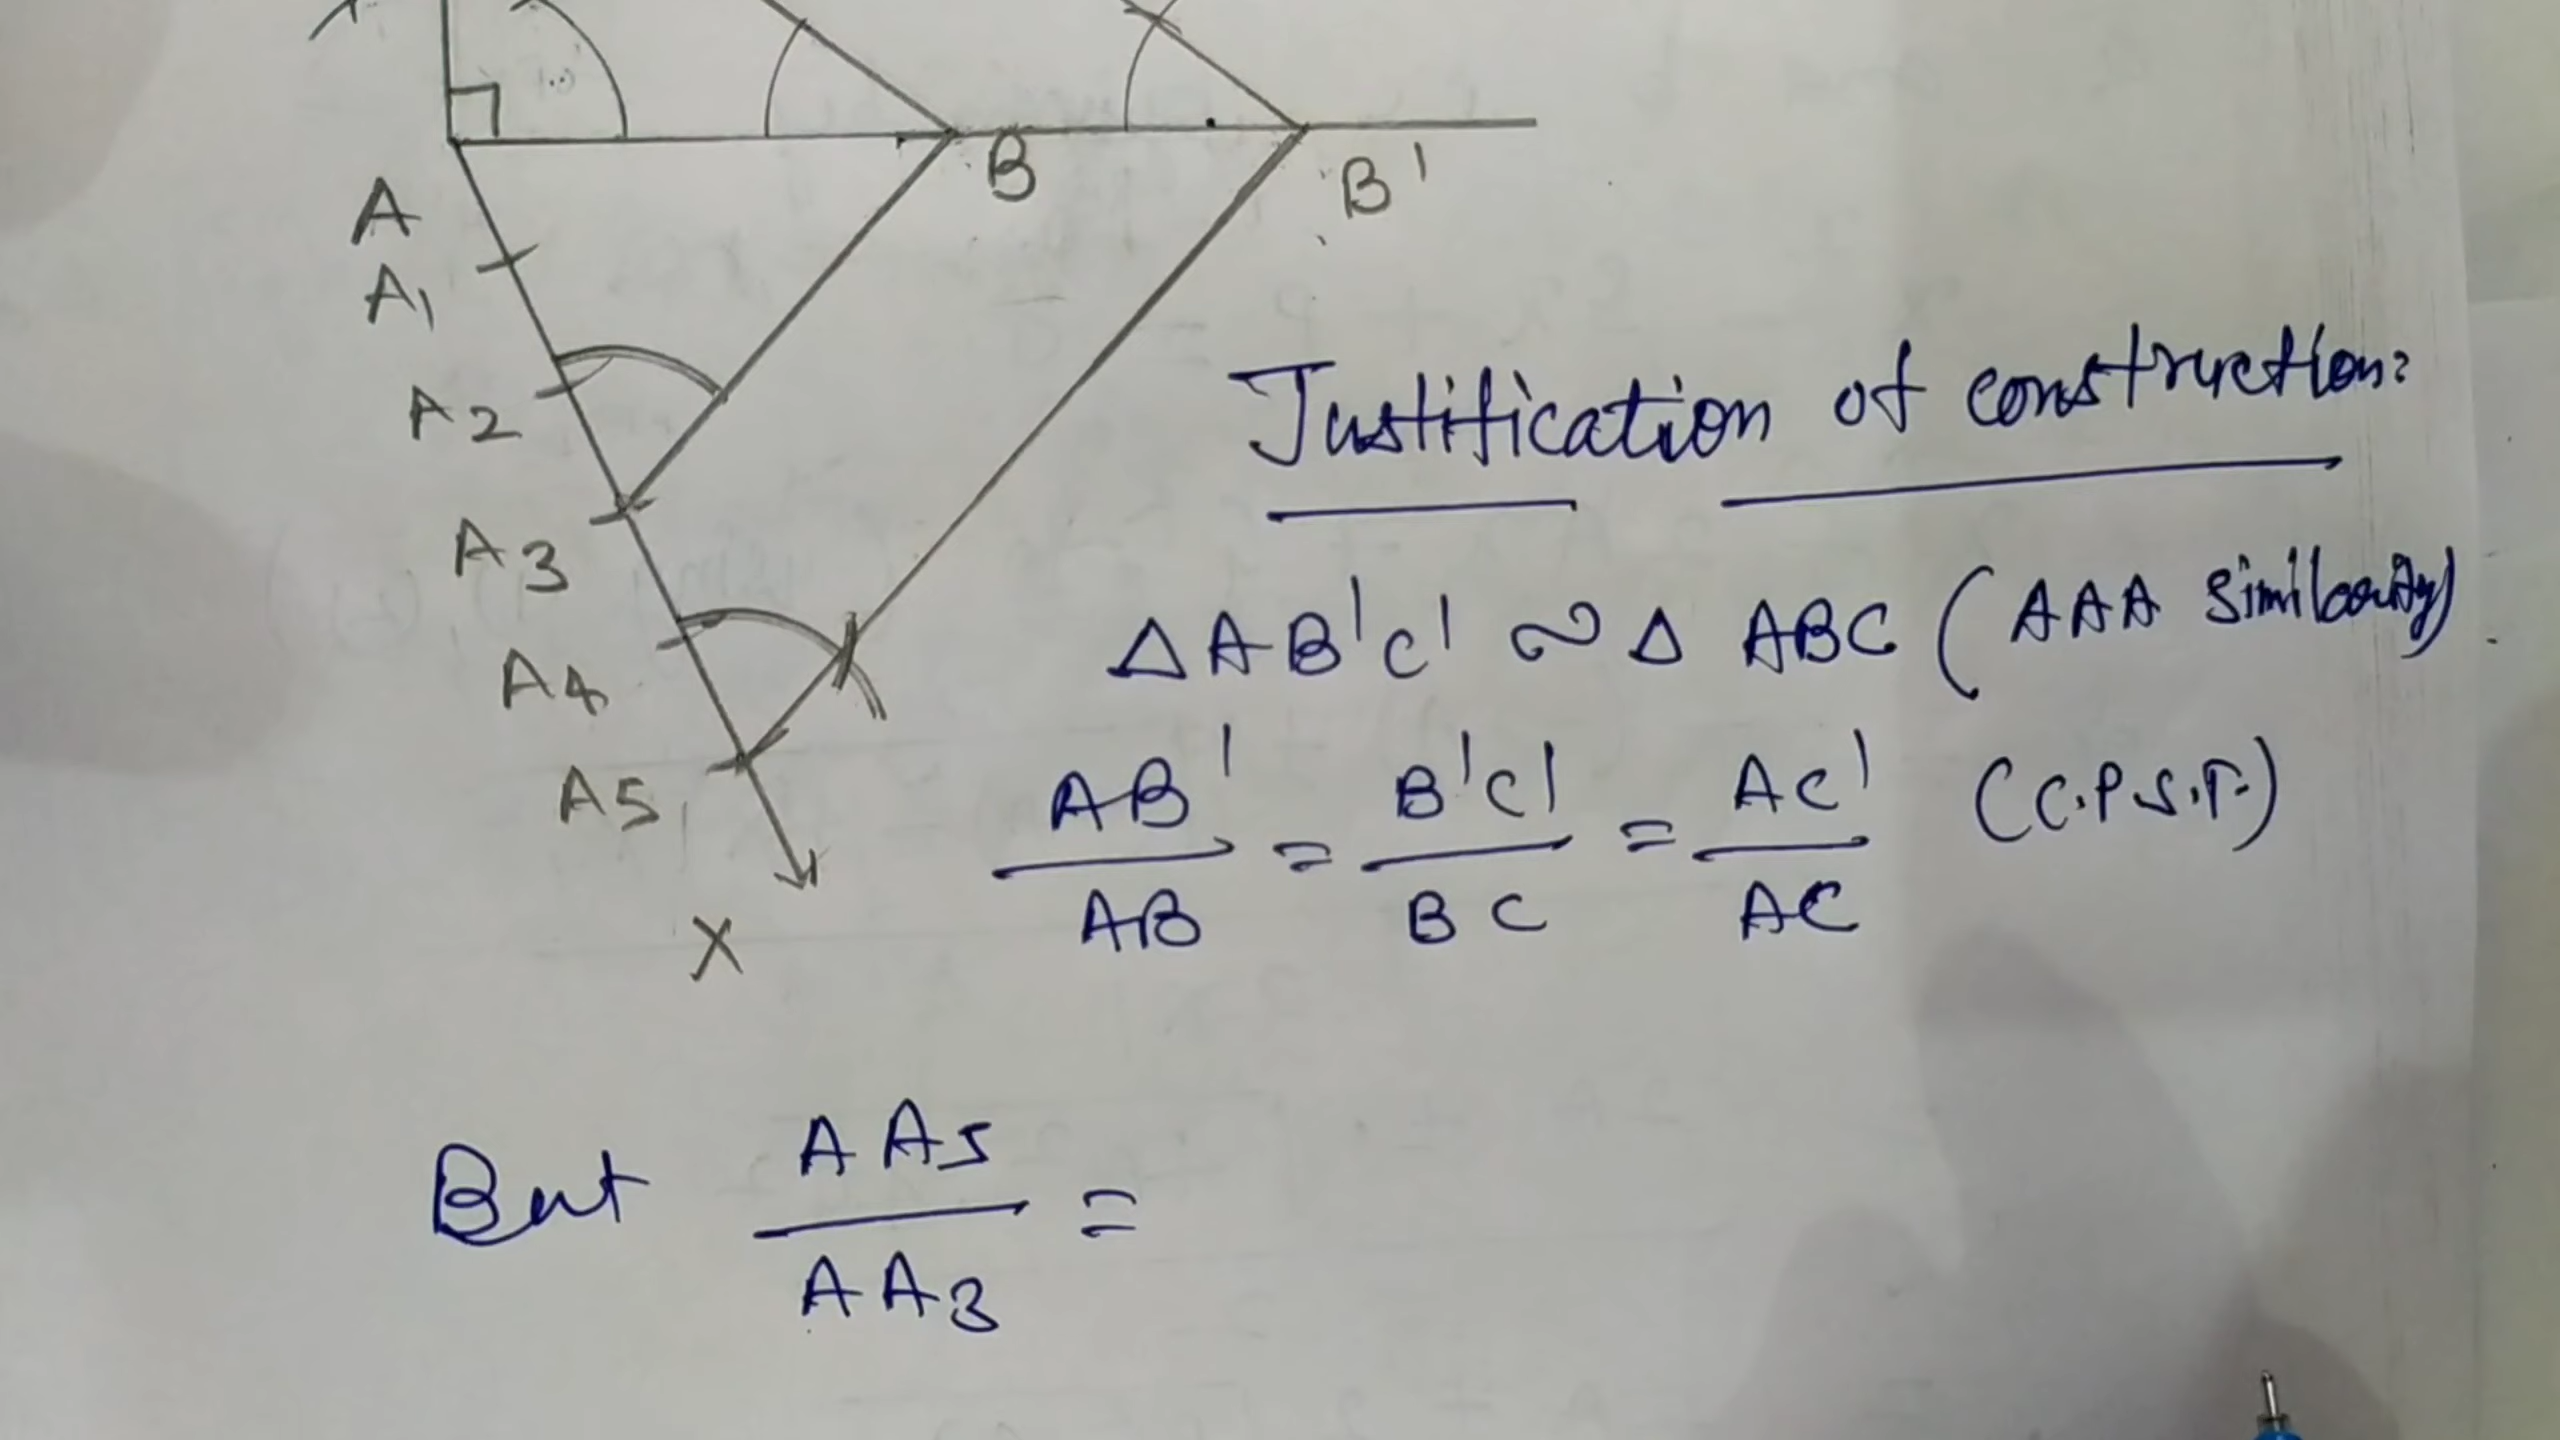 B
B'
A
A1
A2
A3
A4
A5
X
Justification of construction:
Δ AB'C' ∾ Δ ABC (AAA Similarity)
AB'/AB = B'C'/BC = AC'/AC (C.P.S.T.)
But AA5/AA3 =